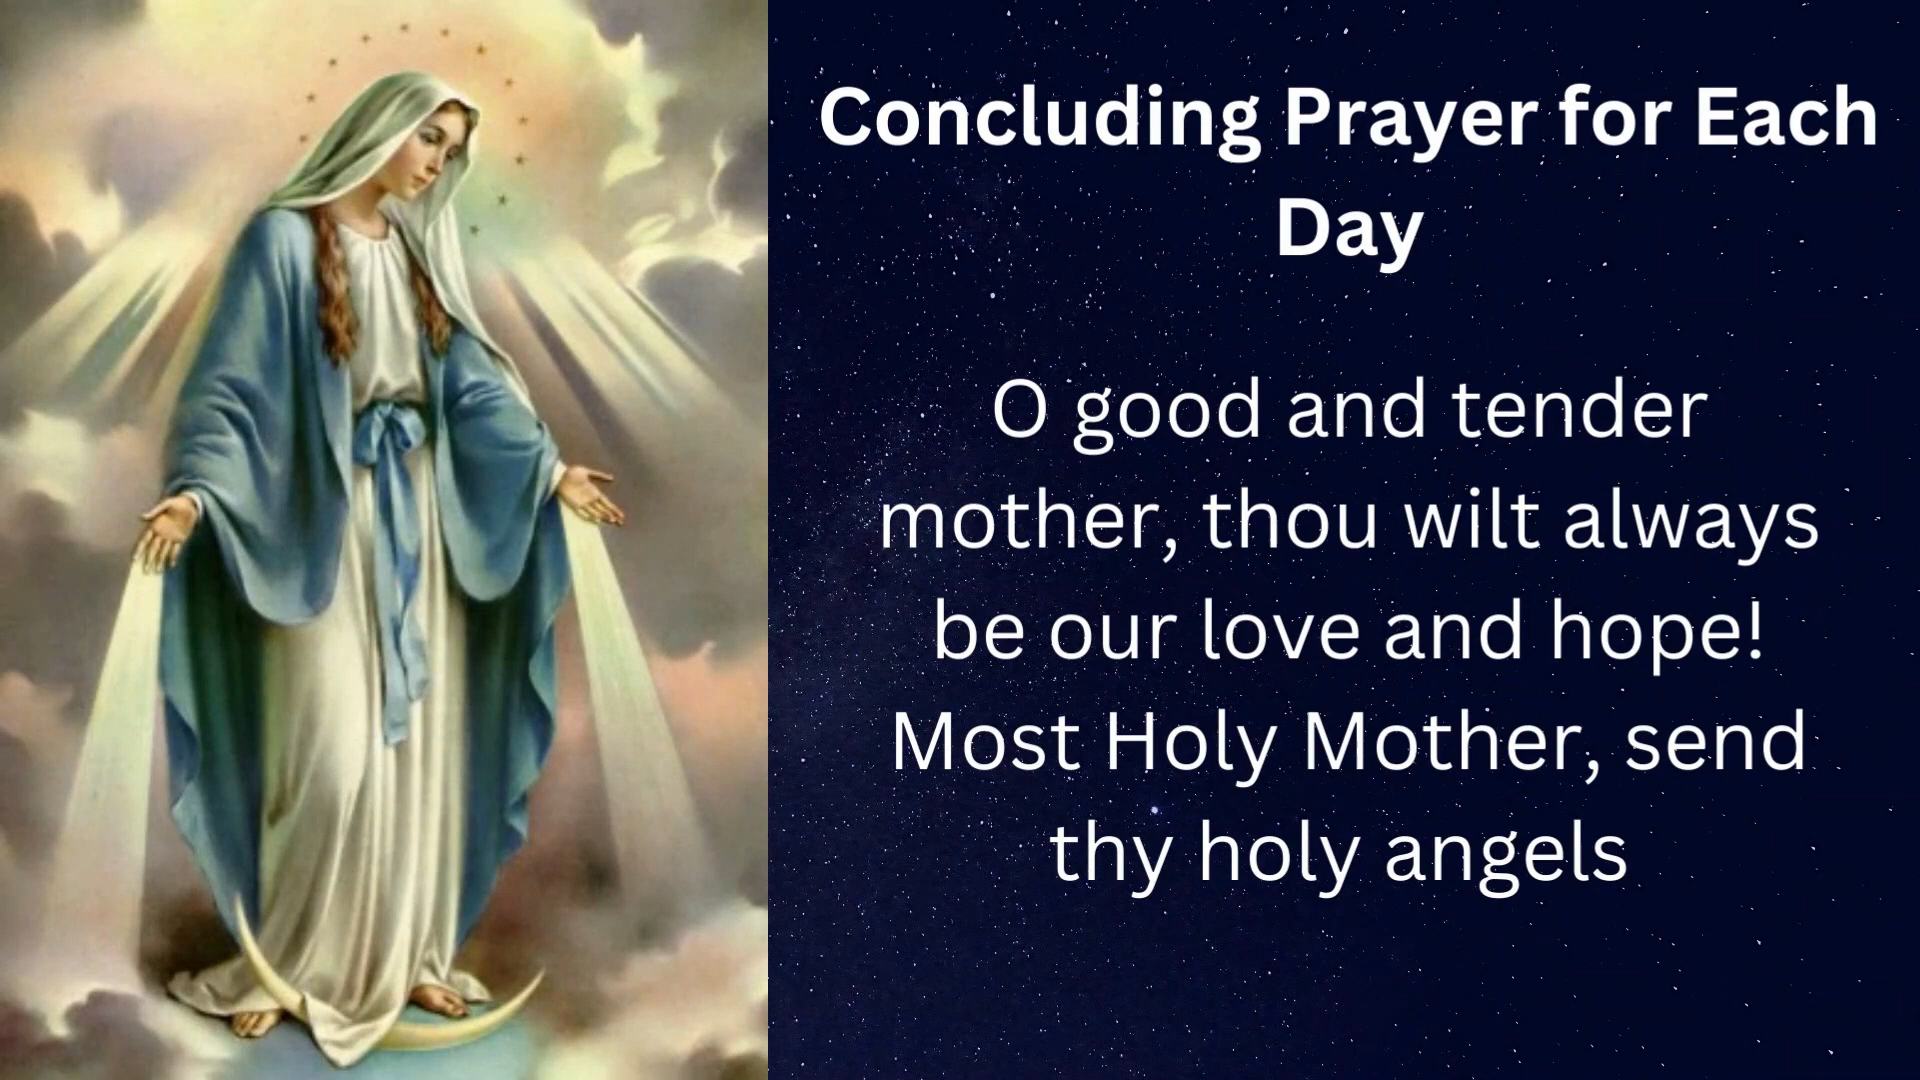 Concluding Prayer for Each
Day
O good and tender
mother, thou wilt always
be our love and hope!
Most Holy Mother, send
thy holy angels